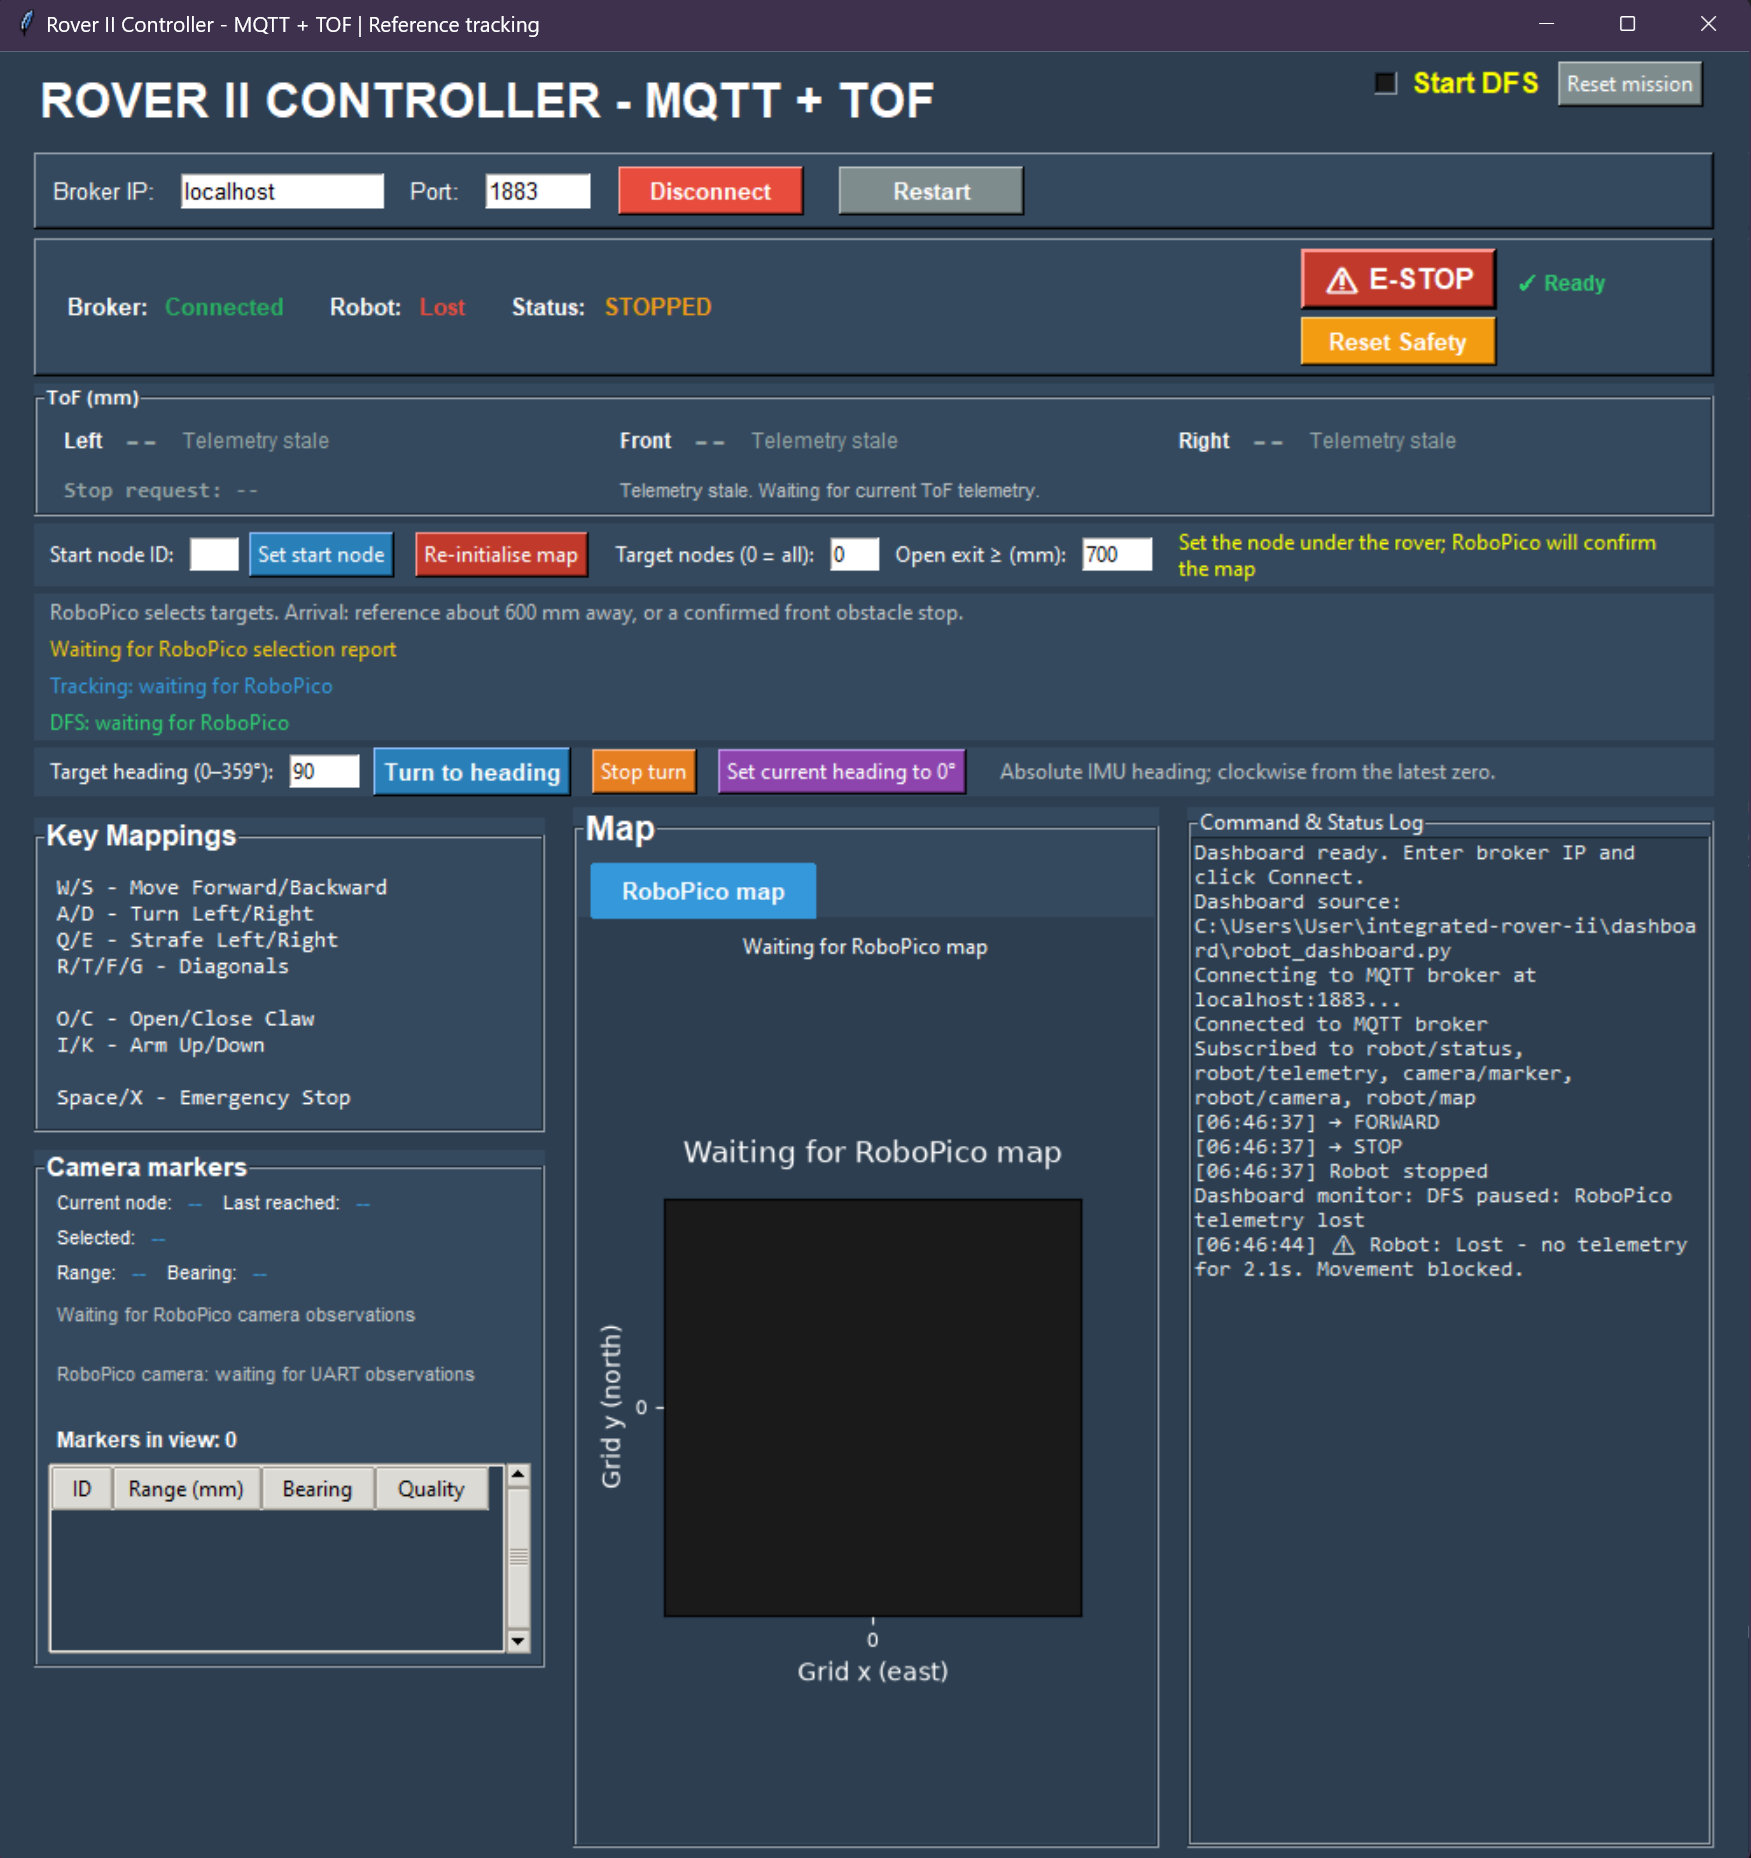 Rover II Controller - MQTT + TOF | Reference tracking
ROVER II CONTROLLER - MQTT + TOF
Start DFS
Reset mission
Broker IP: localhost Port: 1883 Disconnect Restart
Broker: Connected Robot: Lost Status: STOPPED
⚠ E-STOP ✓ Ready
Reset Safety
ToF (mm)
Left -- Telemetry stale Front -- Telemetry stale Right -- Telemetry stale
Stop request: -- Telemetry stale. Waiting for current ToF telemetry.
Start node ID: Set start node Re-initialise map Target nodes (0 = all): 0 Open exit ≥ (mm): 700
Set the node under the rover; RoboPico will confirm
the map
RoboPico selects targets. Arrival: reference about 600 mm away, or a confirmed front obstacle stop.
Waiting for RoboPico selection report
Tracking: waiting for RoboPico
DFS: waiting for RoboPico
Target heading (0–359°): 90 Turn to heading Stop turn Set current heading to 0° Absolute IMU heading; clockwise from the latest zero.
Key Mappings
W/S - Move Forward/Backward
A/D - Turn Left/Right
Q/E - Strafe Left/Right
R/T/F/G - Diagonals
O/C - Open/Close Claw
I/K - Arm Up/Down
Space/X - Emergency Stop
Camera markers
Current node: -- Last reached: --
Selected: --
Range: -- Bearing: --
Waiting for RoboPico camera observations
RoboPico camera: waiting for UART observations
Markers in view: 0
ID Range (mm) Bearing Quality
Map
RoboPico map
Waiting for RoboPico map
Waiting for RoboPico map
Grid y (north)
0
0
Grid x (east)
Command & Status Log
Dashboard ready. Enter broker IP and
click Connect.
Dashboard source:
C:\Users\User\integrated-rover-ii\dashboa
rd\robot_dashboard.py
Connecting to MQTT broker at
localhost:1883...
Connected to MQTT broker
Subscribed to robot/status,
robot/telemetry, camera/marker,
robot/camera, robot/map
[06:46:37] → FORWARD
[06:46:37] → STOP
[06:46:37] Robot stopped
Dashboard monitor: DFS paused: RoboPico
telemetry lost
[06:46:44] ⚠ Robot: Lost - no telemetry
for 2.1s. Movement blocked.